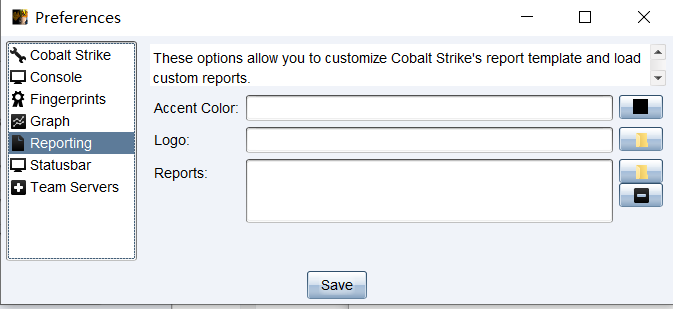 Preferences
Cobalt Strike
Console
Fingerprints
Graph
Reporting
Statusbar
Team Servers
These options allow you to customize Cobalt Strike's report template and load
custom reports.
Accent Color:
Logo:
Reports:
Save